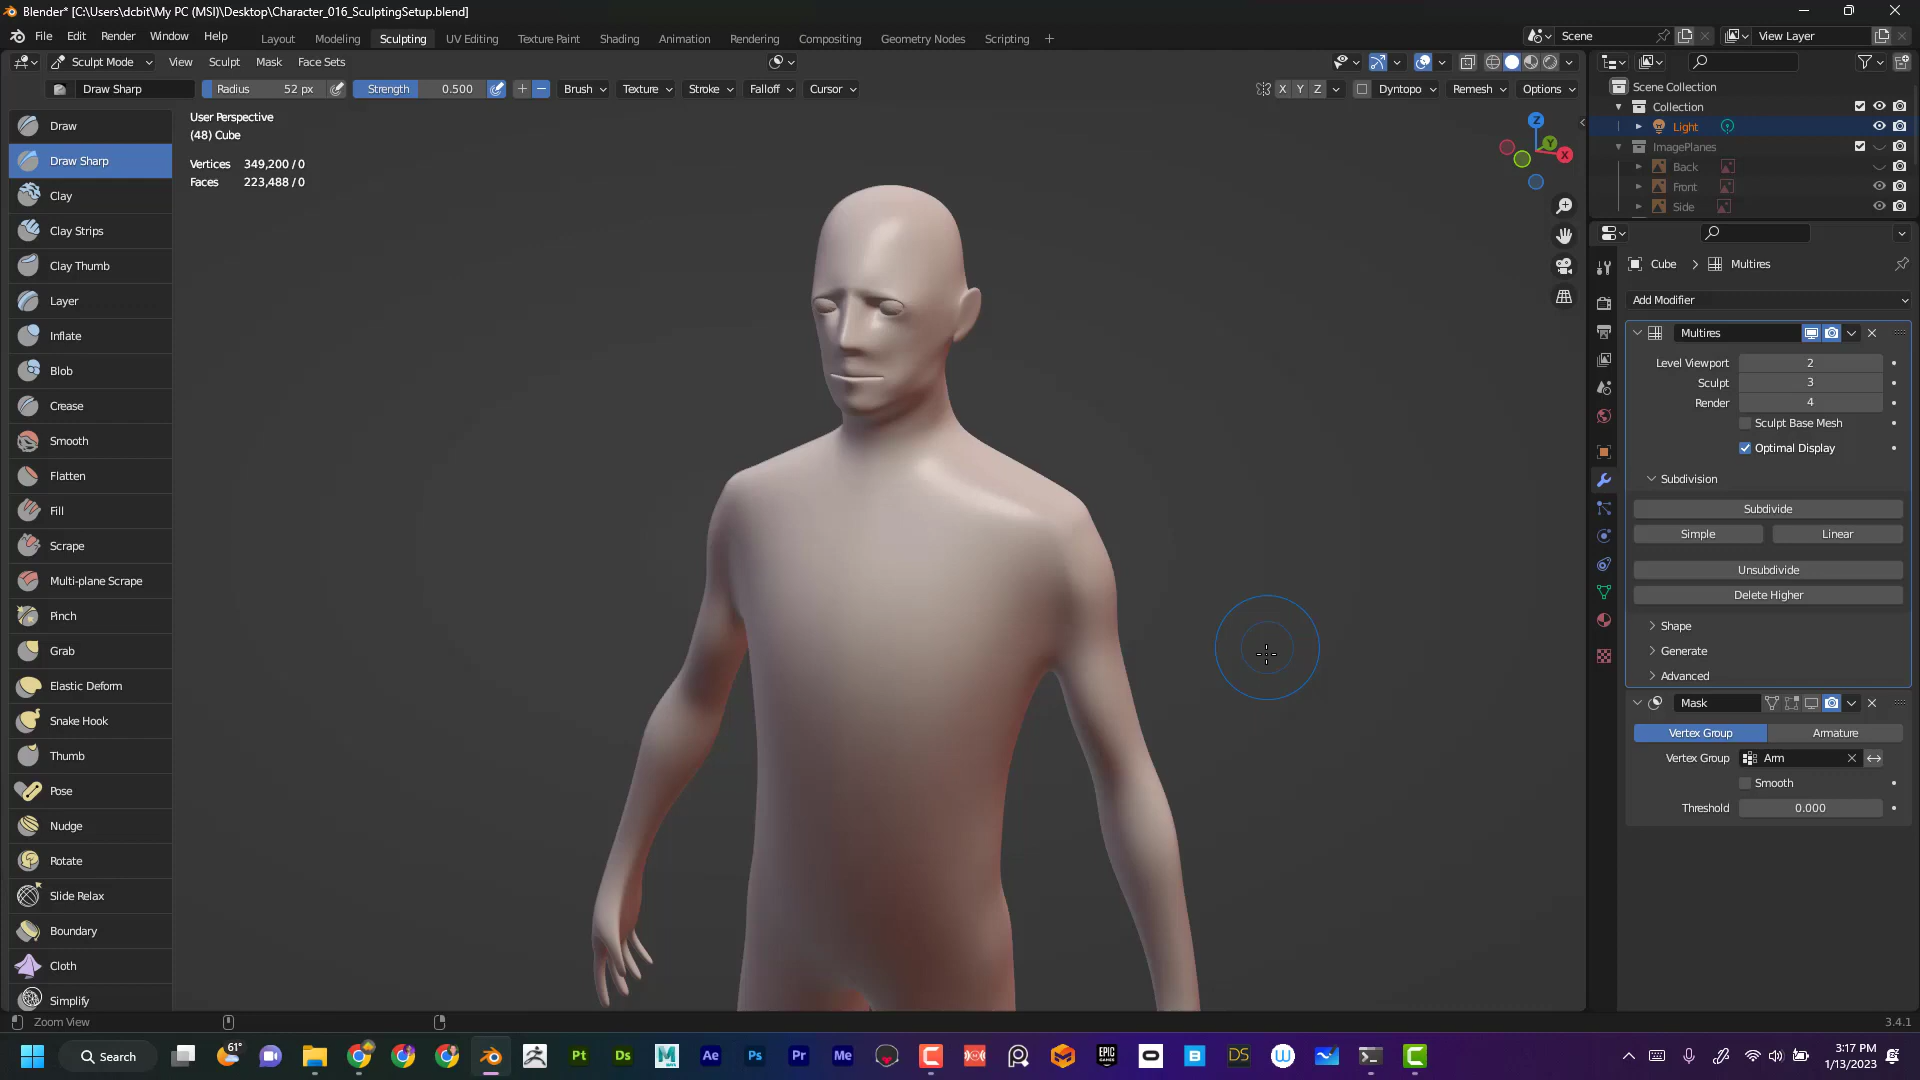 Blender* [C:\Users\dcbit\My PC (MSI)\Desktop\Character_016_SculptingSetup.blend]
File Edit Render Window Help
Layout Modeling Sculpting UV Editing Texture Paint Shading Animation Rendering Compositing Geometry Nodes Scripting +
Scene
View Layer
Sculpt Mode View Sculpt Mask Face Sets
Draw Sharp Radius 52 px Strength 0.500 Brush Texture Stroke Falloff Cursor X Y Z Dyntopo Remesh Options
Draw
Draw Sharp
Clay
Clay Strips
Clay Thumb
Layer
Inflate
Blob
Crease
Smooth
Flatten
Fill
Scrape
Multi-plane Scrape
Pinch
Grab
Elastic Deform
Snake Hook
Thumb
Pose
Nudge
Rotate
Slide Relax
Boundary
Cloth
Simplify
User Perspective
(48) Cube
Vertices 349,200 / 0
Faces 223,488 / 0
Z
Y
X
Scene Collection
Collection
Light
ImagePlanes
Back
Front
Side
Cube > Multires
Add Modifier
Multires
Level Viewport 2
Sculpt 3
Render 4
Sculpt Base Mesh
Optimal Display
Subdivision
Subdivide
Simple Linear
Unsubdivide
Delete Higher
Shape
Generate
Advanced
Mask
Vertex Group Armature
Vertex Group Arm
Smooth
Threshold 0.000
Zoom View
3.4.1
61°
Search
Pt Ds Ae Ps Pr Me
EPIC GAMES
B
DS
W
3:17 PM
1/13/2023